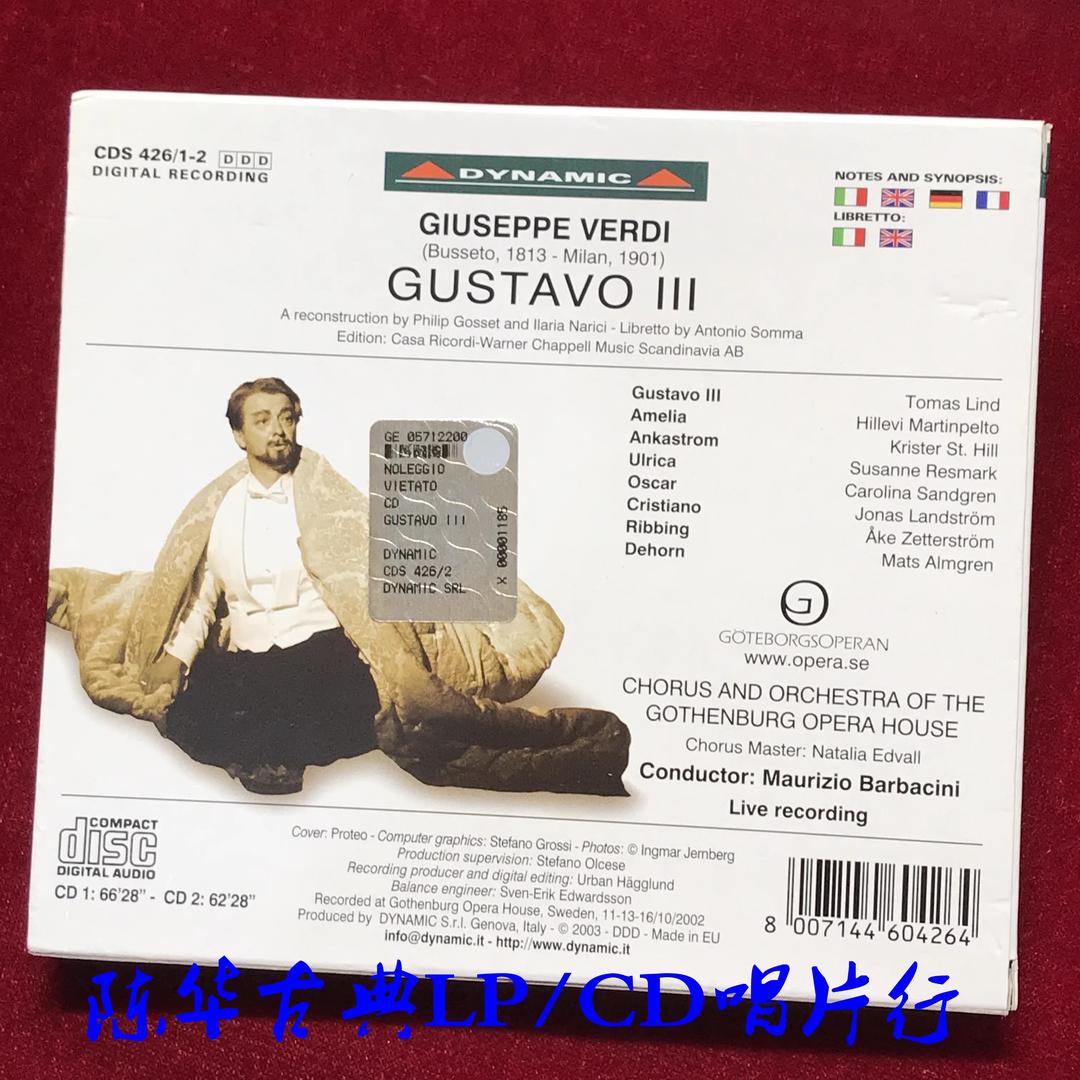 CDS 426/1-2 DDD
DIGITAL RECORDING
DYNAMIC
NOTES AND SYNOPSIS:
LIBRETTO:
GIUSEPPE VERDI
(Busseto, 1813 - Milan, 1901)
GUSTAVO III
A reconstruction by Philip Gosset and Ilaria Narici - Libretto by Antonio Somma
Edition: Casa Ricordi-Warner Chappell Music Scandinavia AB
Gustavo III Tomas Lind
Amelia Hillevi Martinpelto
Ankastrom Krister St. Hill
Ulrica Susanne Resmark
Oscar Carolina Sandgren
Cristiano Jonas Landström
Ribbing Åke Zetterström
Dehorn Mats Almgren
GE 05712200
NOLEGGIO
VIETATO
CD
GUSTAVO III
DYNAMIC
CDS 426/2
DYNAMIC SRL
X 00001185
GÖTEBORGSOPERAN
www.opera.se
CHORUS AND ORCHESTRA OF THE
GOTHENBURG OPERA HOUSE
Chorus Master: Natalia Edvall
Conductor: Maurizio Barbacini
Live recording
COMPACT
disc
DIGITAL AUDIO
CD 1: 66'28" - CD 2: 62'28"
Cover: Proteo - Computer graphics: Stefano Grossi - Photos: © Ingmar Jernberg
Production supervision: Stefano Olcese
Recording producer and digital editing: Urban Hägglund
Balance engineer: Sven-Erik Edwardsson
Recorded at Gothenburg Opera House, Sweden, 11-13-16/10/2002
Produced by DYNAMIC S.r.l. Genova, Italy - © 2003 - DDD - Made in EU
info@dynamic.it - http://www.dynamic.it
8 007144 604264
陈华古典LP/CD唱片行